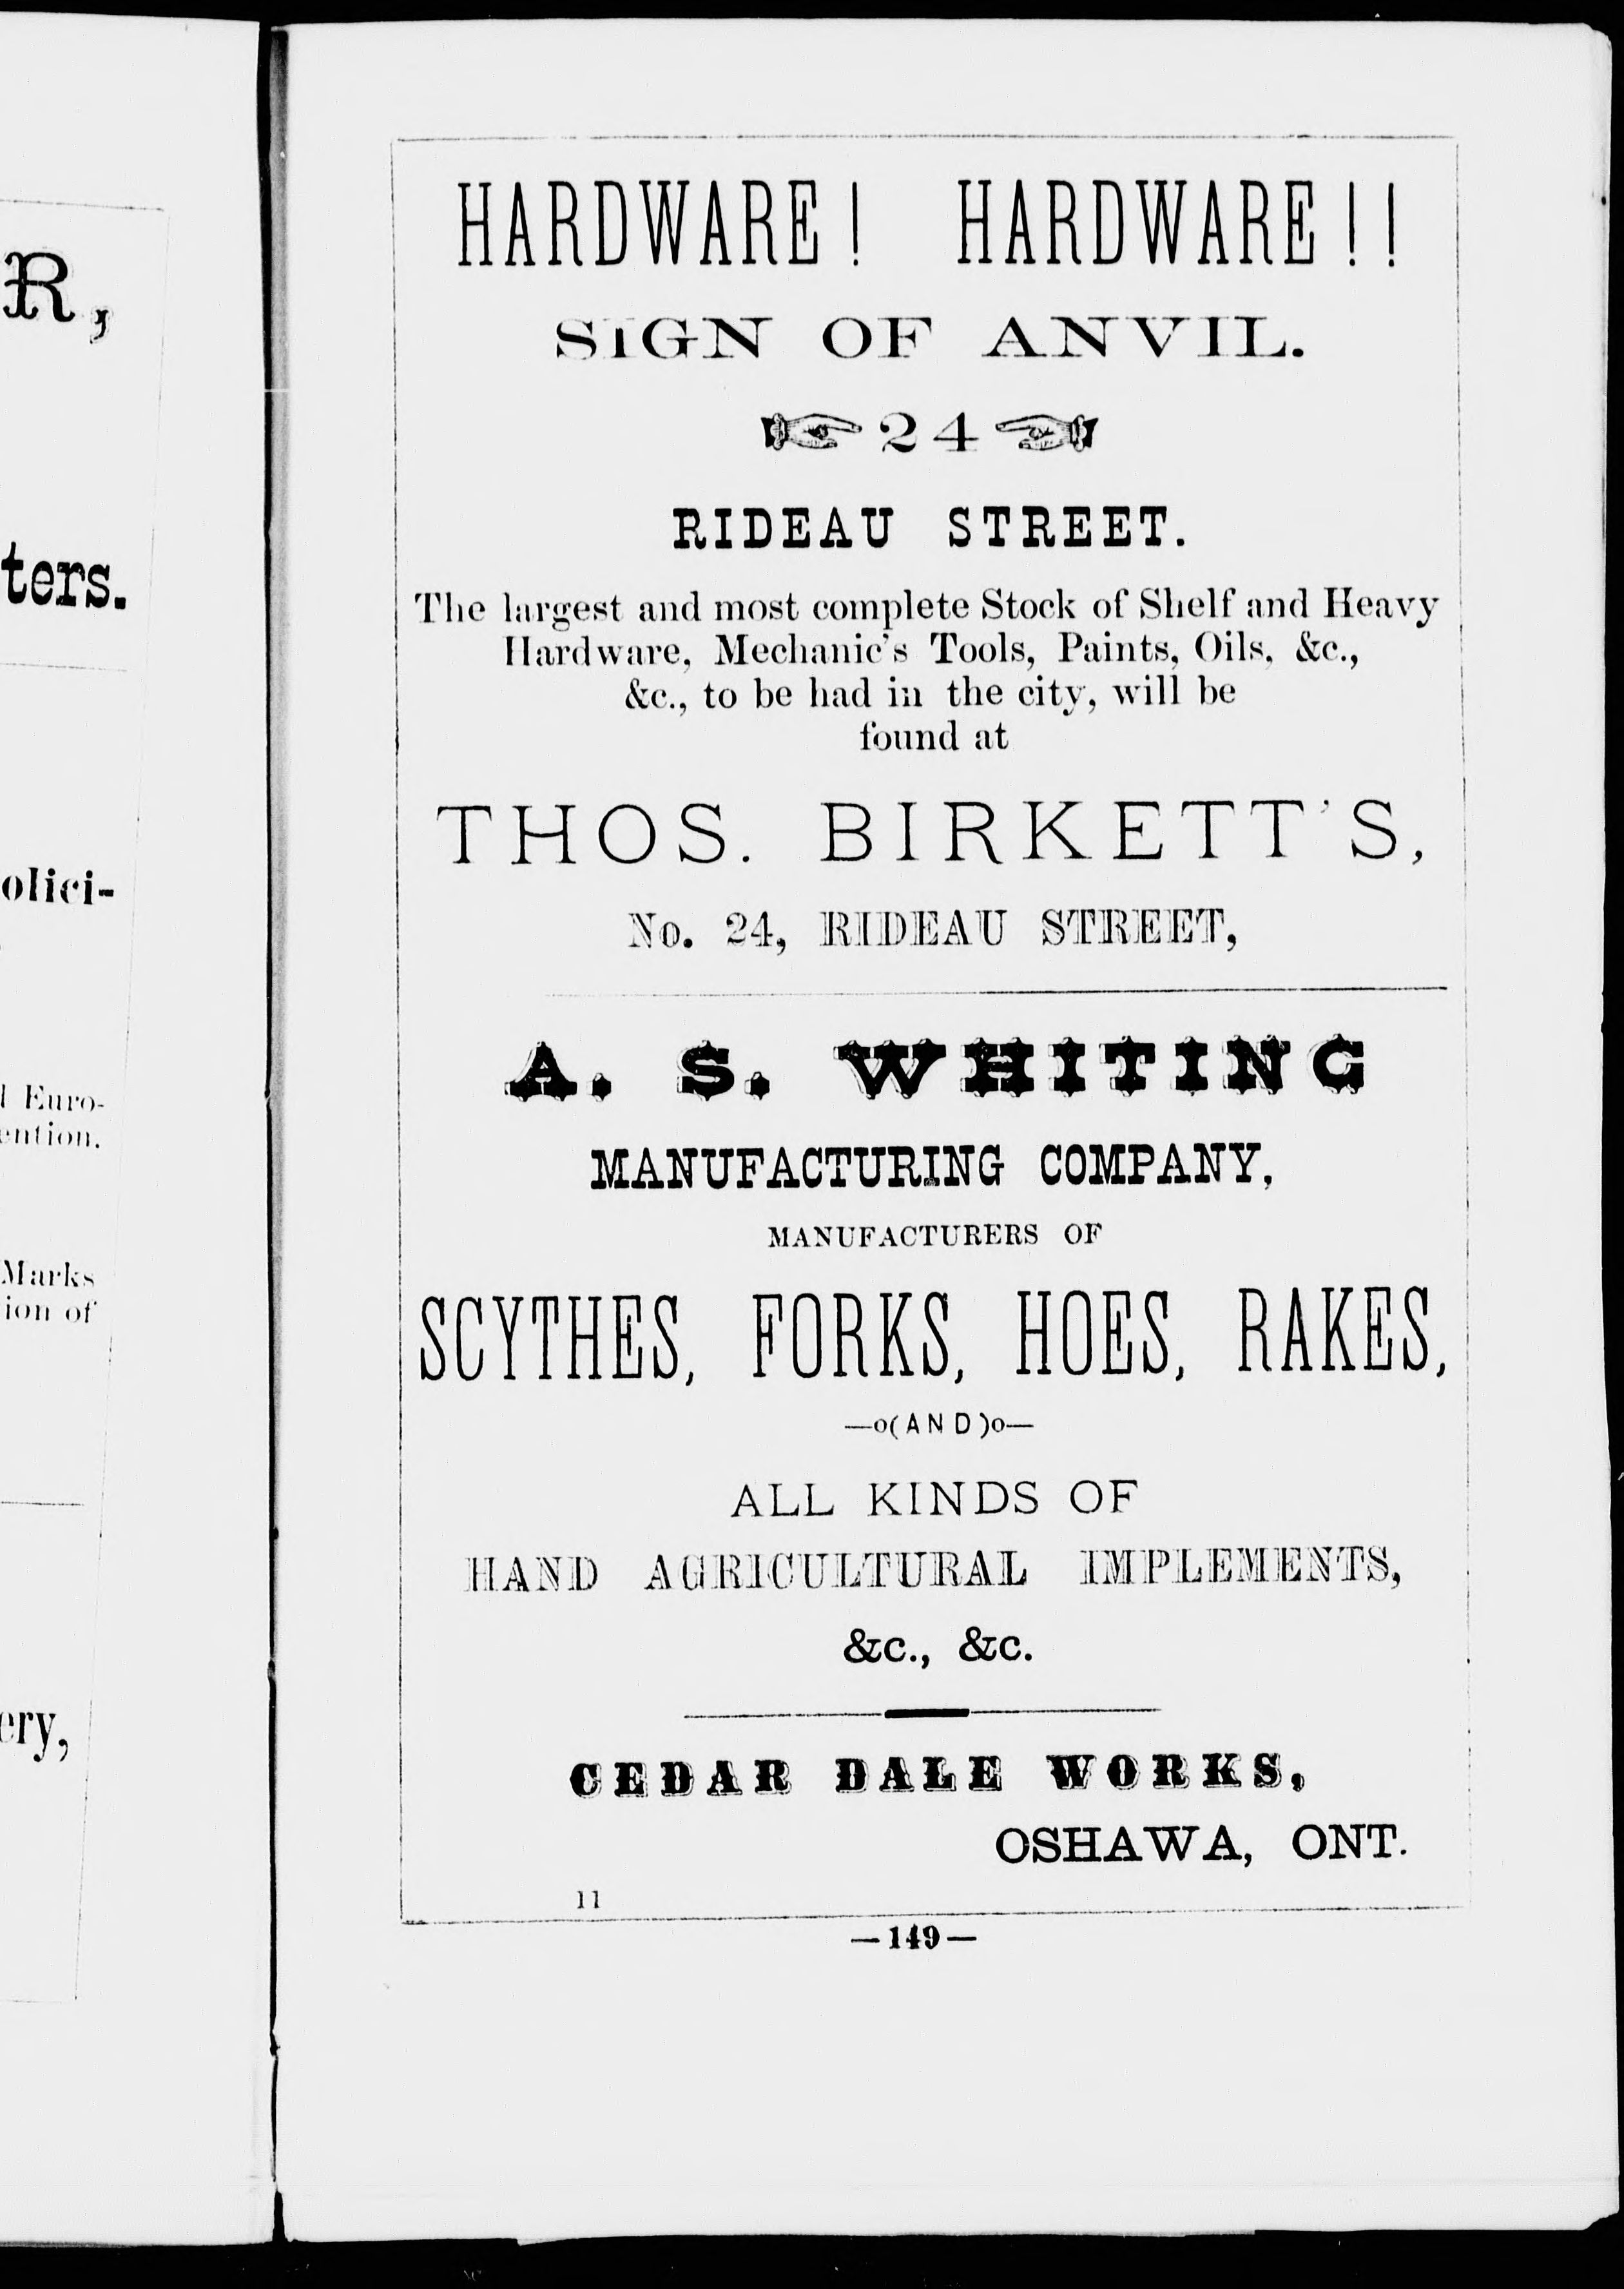 R,
ters.
olici-
Euro-
ention.
Marks
ion of
ery,
HARDWARE! HARDWARE!!
SIGN OF ANVIL.
24
RIDEAU STREET.
The largest and most complete Stock of Shelf and Heavy
Hardware, Mechanic's Tools, Paints, Oils, &c.,
&c., to be had in the city, will be
found at
THOS. BIRKETT'S,
No. 24, RIDEAU STREET,
A. S. WHITING
MANUFACTURING COMPANY,
MANUFACTURERS OF
SCYTHES, FORKS, HOES, RAKES,
—o(AND)o—
ALL KINDS OF
HAND AGRICULTURAL IMPLEMENTS,
&c., &c.
CEDAR DALE WORKS,
OSHAWA, ONT.
11
—149—